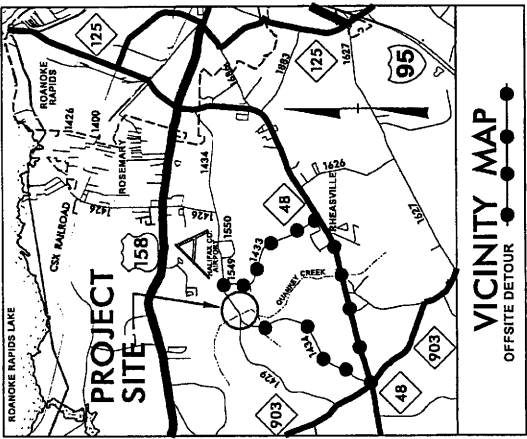 ROANOKE RAPIDS LAKE
ROANOKE
RAPIDS
125
1426
1400
CSX RAILROAD
1426
ROSEMARY
158
1434
1426
PROJECT
SITE
HALIFAX CO.
AIRPORT
1550
1549
1433
48
RHEASVILLE
1626
1883
125
1627
95
QUANKEY CREEK
1434
1429
903
48
903
1627
VICINITY MAP
OFFSITE DETOUR